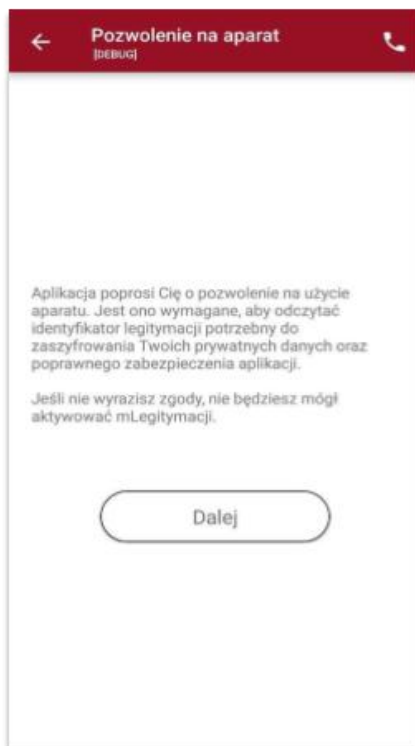 Pozwolenie na aparat
[DEBUG]
Aplikacja poprosi Cię o pozwolenie na użycie
aparatu. Jest ono wymagane, aby odczytać
identyfikator legitymacji potrzebny do
zaszyfrowania Twoich prywatnych danych oraz
poprawnego zabezpieczenia aplikacji.
Jeśli nie wyrazisz zgody, nie będziesz mógł
aktywować mLegitymacji.
Dalej